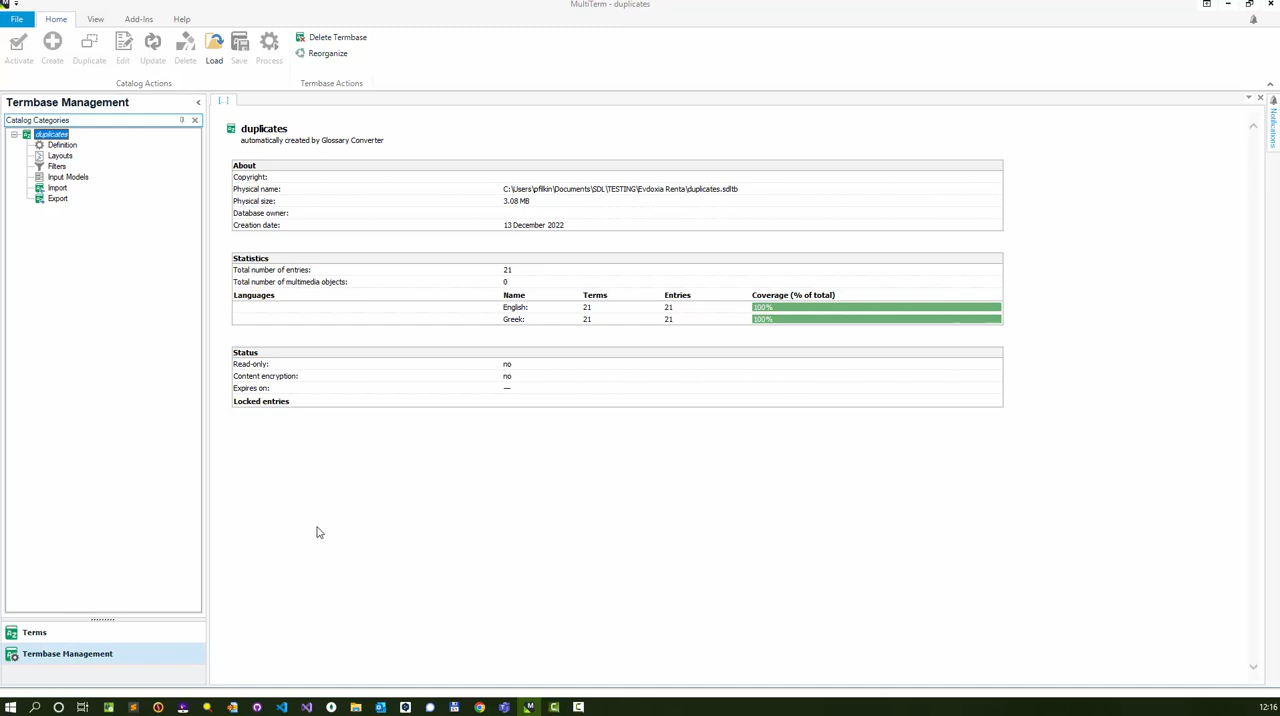 MultiTerm - duplicates
File Home View Add-Ins Help
Activate Create Duplicate Edit Update Delete Load Save Process
Delete Termbase
Reorganize
Catalog Actions Termbase Actions
Termbase Management
Catalog Categories
duplicates
Definition
Layouts
Filters
Input Models
Import
Export
Terms
Termbase Management
[...]
duplicates
automatically created by Glossary Converter
About
Copyright:
Physical name: C:\Users\pfilkin\Documents\SDL\TESTING\Evdoxia Renta\duplicates.sdltb
Physical size: 3.08 MB
Database owner:
Creation date: 13 December 2022
Statistics
Total number of entries: 21
Total number of multimedia objects: 0
Languages Name Terms Entries Coverage (% of total)
English: 21 21 100%
Greek: 21 21 100%
Status
Read-only: no
Content encryption: no
Expires on: —
Locked entries
Notifications
12:16